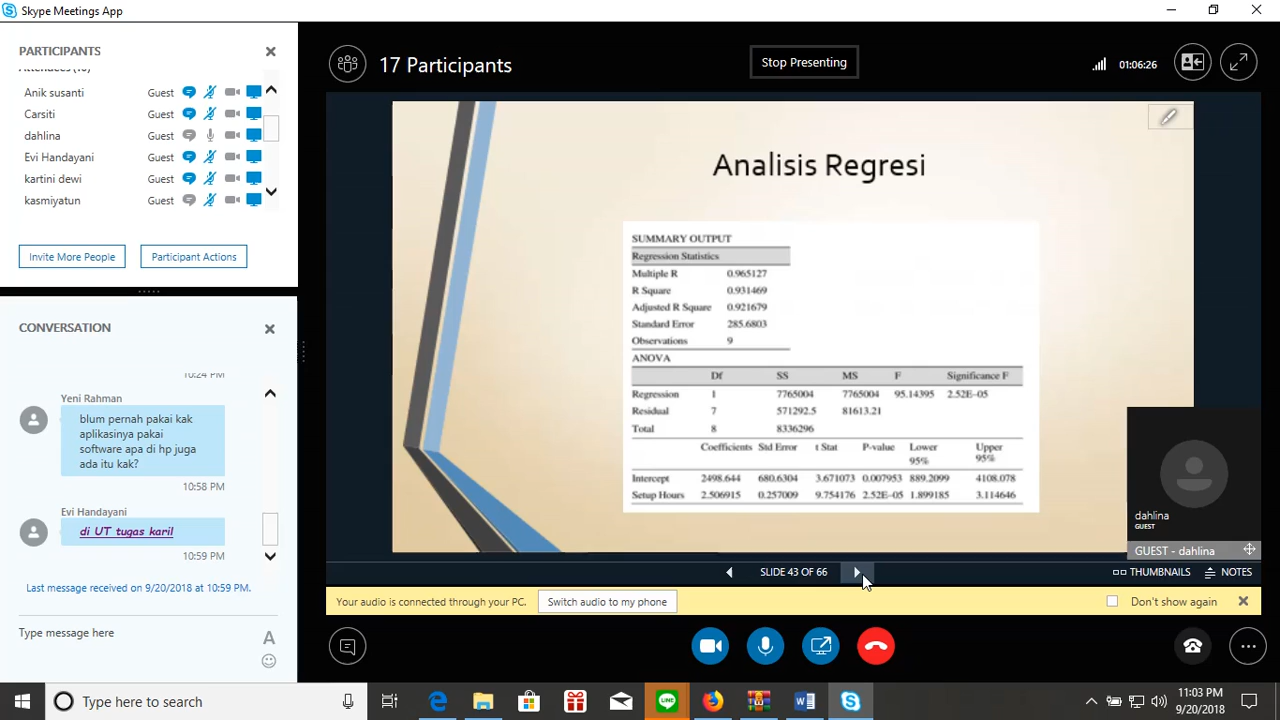 Skype Meetings App
PARTICIPANTS
Attendees (16)
Anik susanti Guest
Carsiti Guest
dahlina Guest
Evi Handayani Guest
kartini dewi Guest
kasmiyatun Guest
Invite More People Participant Actions
CONVERSATION
10:24 PM
Yeni Rahman
blum pernah pakai kak
aplikasinya pakai
software apa di hp juga
ada itu kak?
10:58 PM
Evi Handayani
di UT tugas karil
10:59 PM
Last message received on 9/20/2018 at 10:59 PM.
Type message here
A
17 Participants
Stop Presenting
01:06:26
Analisis Regresi
SUMMARY OUTPUT
Regression Statistics
Multiple R 0.965127
R Square 0.931469
Adjusted R Square 0.921679
Standard Error 285.6803
Observations 9
ANOVA
Df SS MS F Significance F
Regression 1 7765004 7765004 95.14395 2.52E-05
Residual 7 571292.5 81613.21
Total 8 8336296
Coefficients Std Error t Stat P-value Lower 95% Upper 95%
Intercept 2498.644 680.6304 3.671073 0.007953 889.2099 4108.078
Setup Hours 2.506915 0.257009 9.754176 2.52E-05 1.899185 3.114646
dahlina
GUEST
GUEST - dahlina
SLIDE 43 OF 66
THUMBNAILS NOTES
Your audio is connected through your PC. Switch audio to my phone Don't show again
Type here to search
11:03 PM
9/20/2018